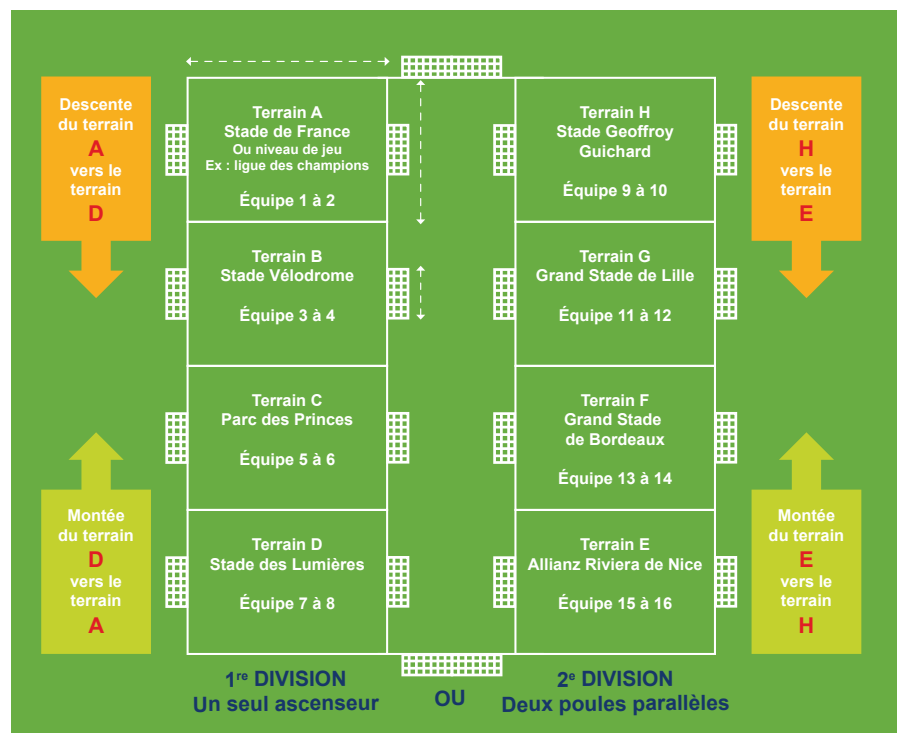 Descente
du terrain
A
vers le
terrain
D
Montée
du terrain
D
vers le
terrain
A
Terrain A
Stade de France
Ou niveau de jeu
Ex : ligue des champions
Équipe 1 à 2
Terrain B
Stade Vélodrome
Équipe 3 à 4
Terrain C
Parc des Princes
Équipe 5 à 6
Terrain D
Stade des Lumières
Équipe 7 à 8
Terrain H
Stade Geoffroy
Guichard
Équipe 9 à 10
Terrain G
Grand Stade de Lille
Équipe 11 à 12
Terrain F
Grand Stade
de Bordeaux
Équipe 13 à 14
Terrain E
Allianz Riviera de Nice
Équipe 15 à 16
Descente
du terrain
H
vers le
terrain
E
Montée
du terrain
E
vers le
terrain
H
1re DIVISION
Un seul ascenseur
OU
2e DIVISION
Deux poules parallèles